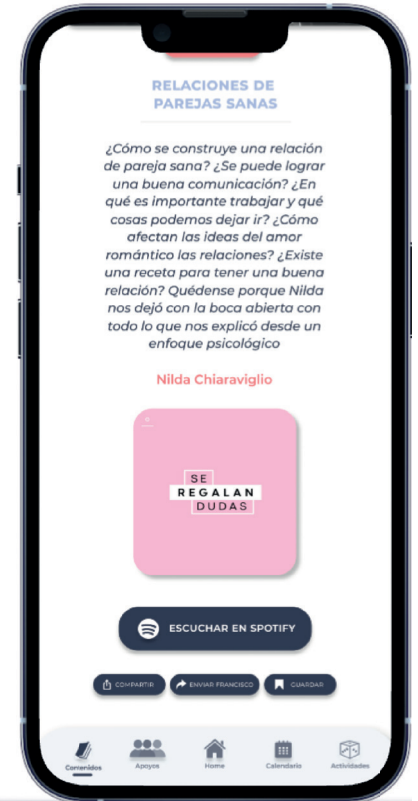 RELACIONES DE
PAREJAS SANAS
¿Cómo se construye una relación
de pareja sana? ¿Se puede lograr
una buena comunicación? ¿En
qué es importante trabajar y qué
cosas podemos dejar ir? ¿Cómo
afectan las ideas del amor
romántico las relaciones? ¿Existe
una receta para tener una buena
relación? Quédense porque Nilda
nos dejó con la boca abierta con
todo lo que nos explicó desde un
enfoque psicológico
Nilda Chiaraviglio
SE
REGALAN
DUDAS
ESCUCHAR EN SPOTIFY
COMPARTIR ENVIAR FRANCISCO GUARDAR
Contenidos Apoyos Home Calendario Actividades